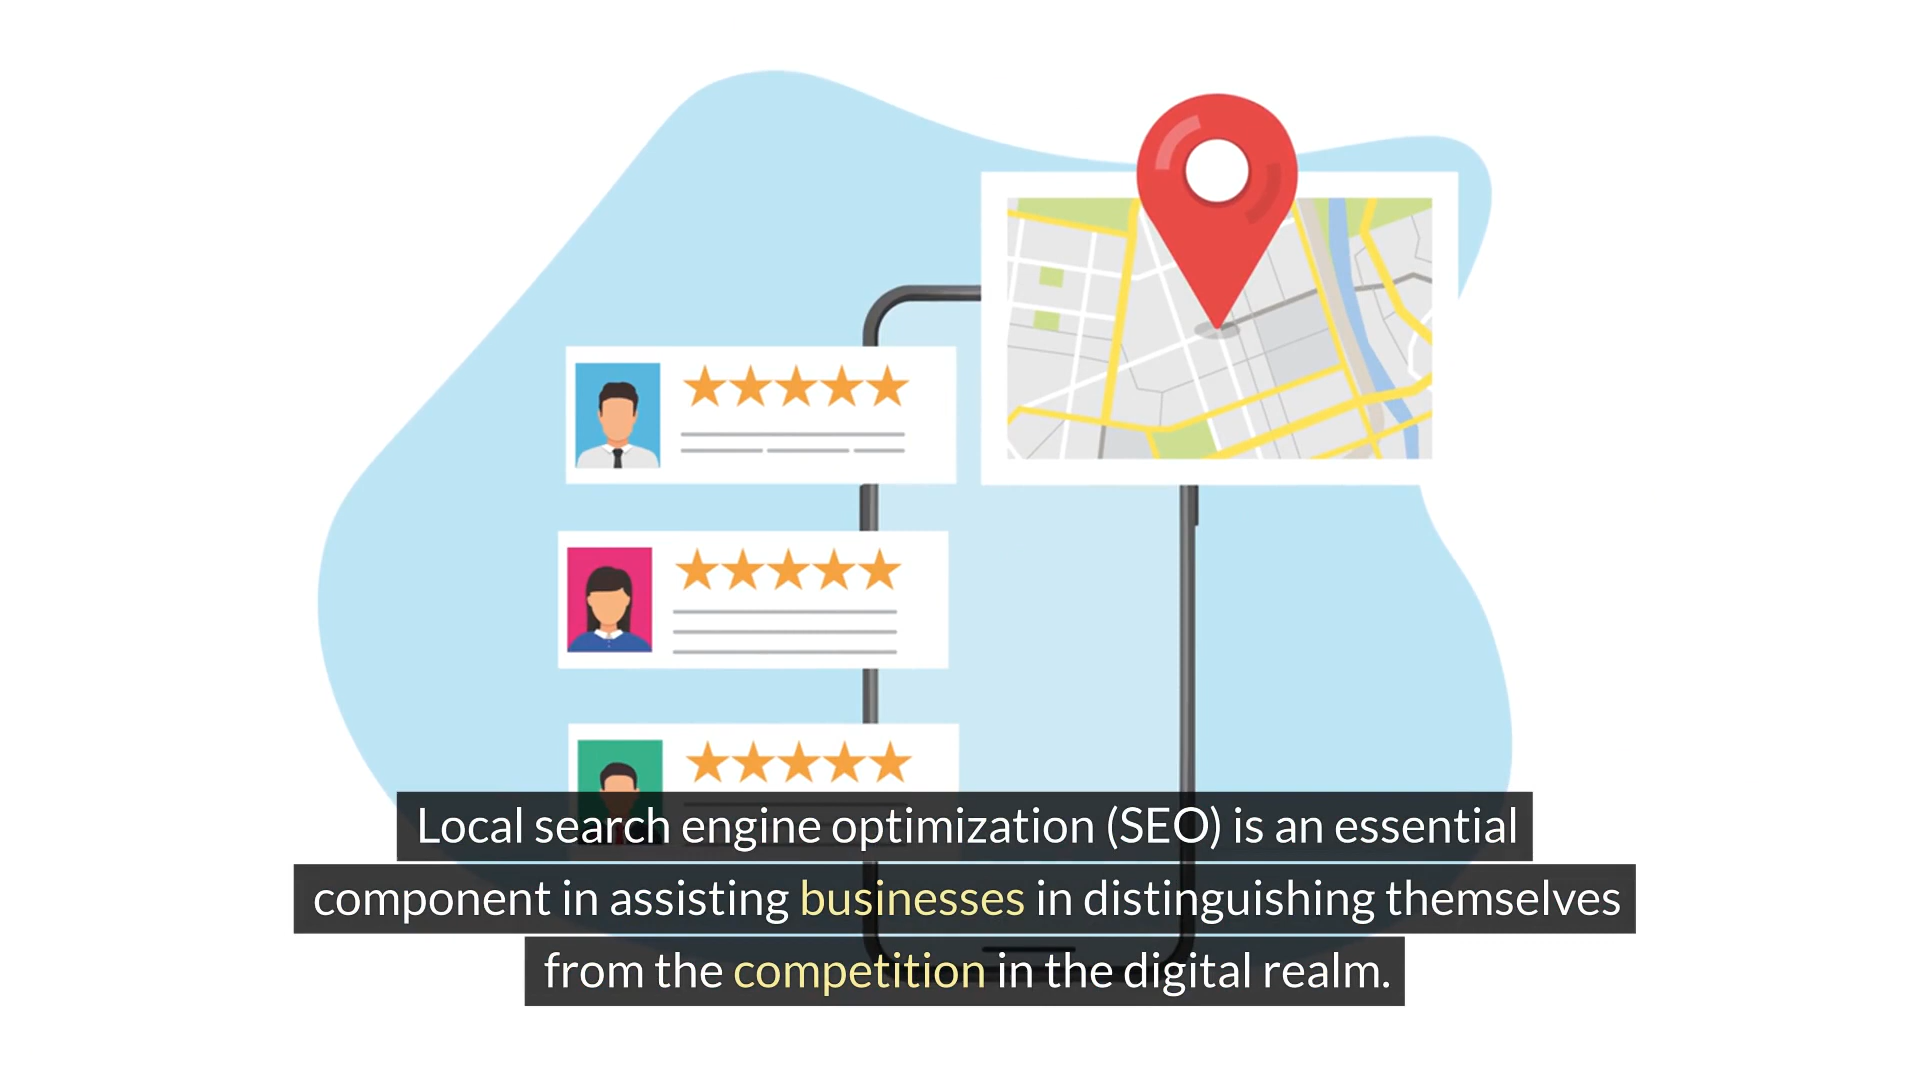 Local search engine optimization (SEO) is an essential
component in assisting businesses in distinguishing themselves
from the competition in the digital realm.